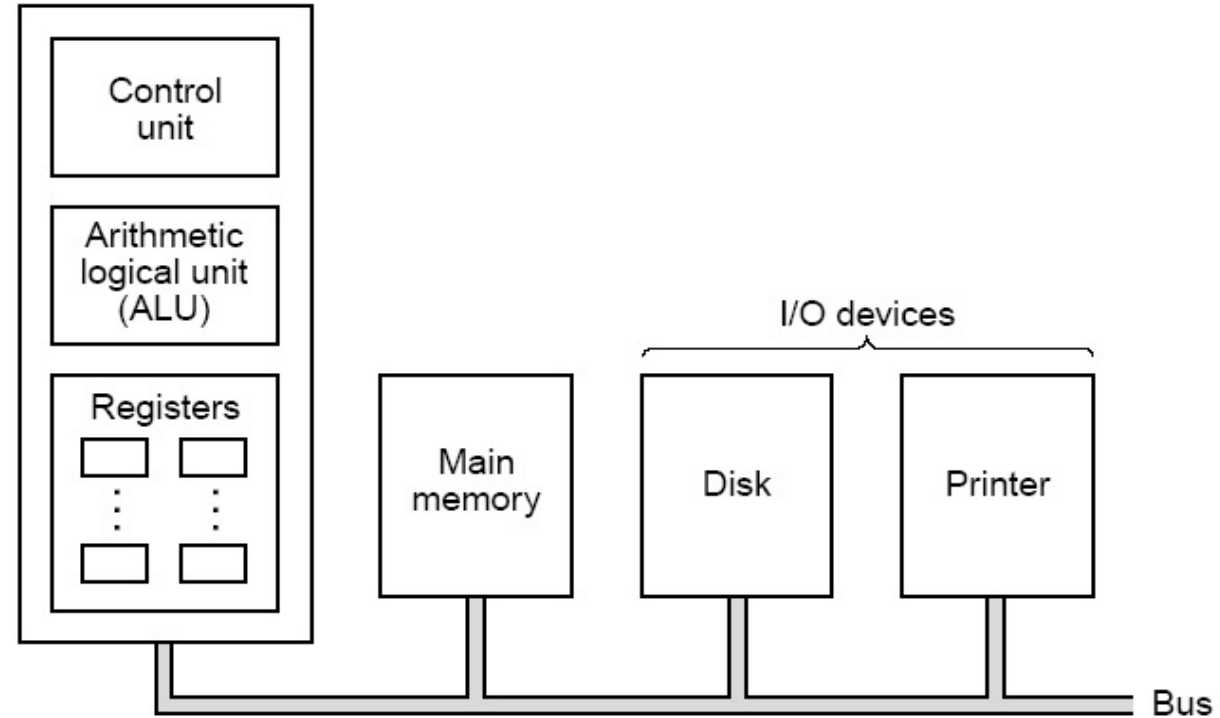 Control
unit
Arithmetic
logical unit
(ALU)
Registers
I/O devices
Main
memory
Disk
Printer
Bus